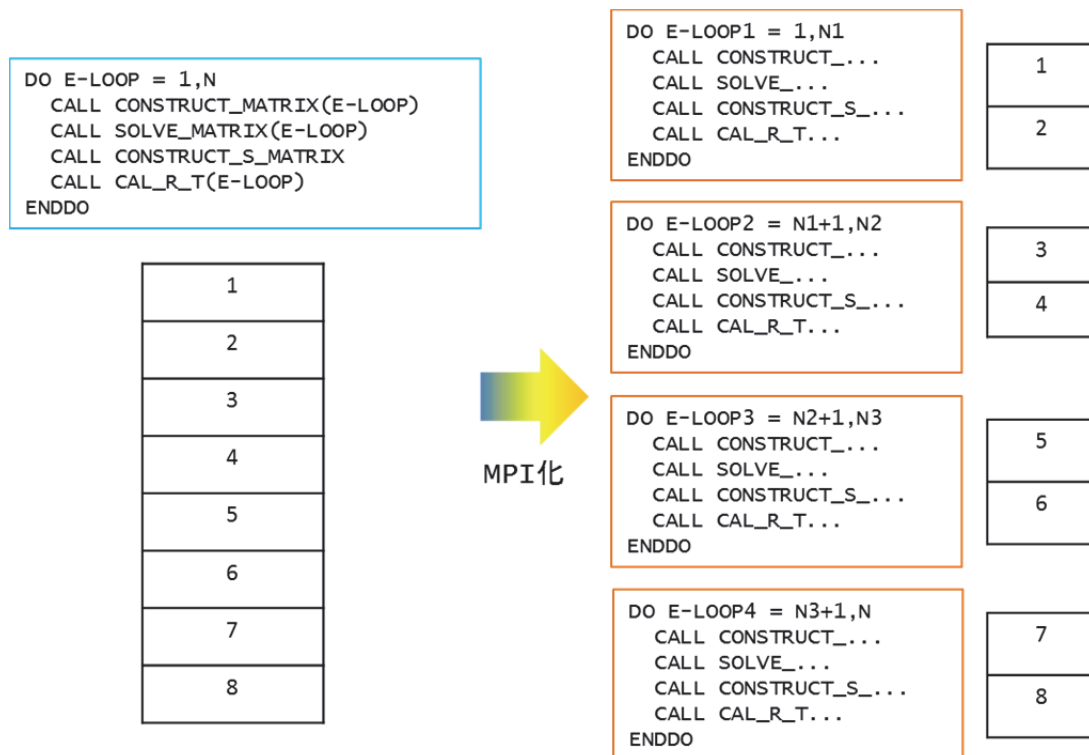 DO E-LOOP = 1,N
CALL CONSTRUCT_MATRIX(E-LOOP)
CALL SOLVE_MATRIX(E-LOOP)
CALL CONSTRUCT_S_MATRIX
CALL CAL_R_T(E-LOOP)
ENDDO
1
2
3
4
5
6
7
8
MPI化
DO E-LOOP1 = 1,N1
CALL CONSTRUCT_...
CALL SOLVE_...
CALL CONSTRUCT_S_...
CALL CAL_R_T...
ENDDO
1
2
DO E-LOOP2 = N1+1,N2
CALL CONSTRUCT_...
CALL SOLVE_...
CALL CONSTRUCT_S_...
CALL CAL_R_T...
ENDDO
3
4
DO E-LOOP3 = N2+1,N3
CALL CONSTRUCT_...
CALL SOLVE_...
CALL CONSTRUCT_S_...
CALL CAL_R_T...
ENDDO
5
6
DO E-LOOP4 = N3+1,N
CALL CONSTRUCT_...
CALL SOLVE_...
CALL CONSTRUCT_S_...
CALL CAL_R_T...
ENDDO
7
8